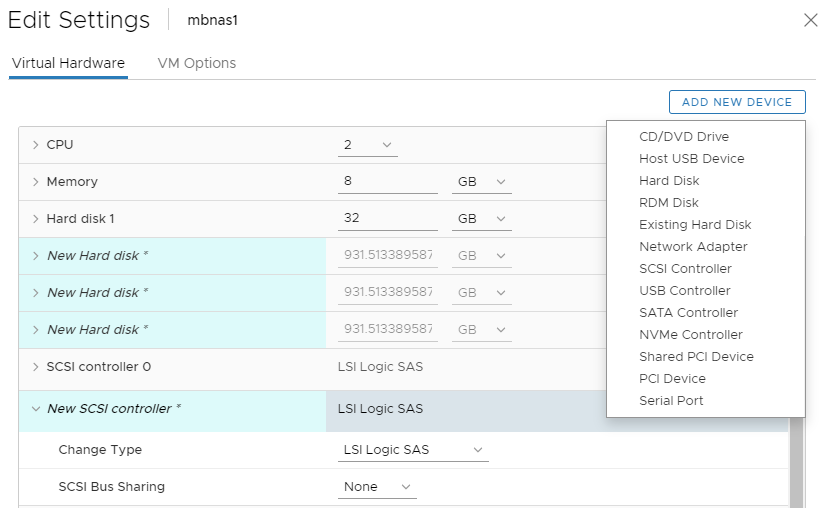 Edit Settings mbnas1
Virtual Hardware VM Options
ADD NEW DEVICE
CD/DVD Drive
Host USB Device
Hard Disk
RDM Disk
Existing Hard Disk
Network Adapter
SCSI Controller
USB Controller
SATA Controller
NVMe Controller
Shared PCI Device
PCI Device
Serial Port
CPU 2
Memory 8 GB
Hard disk 1 32 GB
New Hard disk * 931.513389587 GB
New Hard disk * 931.513389587 GB
New Hard disk * 931.513389587 GB
SCSI controller 0 LSI Logic SAS
New SCSI controller * LSI Logic SAS
Change Type LSI Logic SAS
SCSI Bus Sharing None